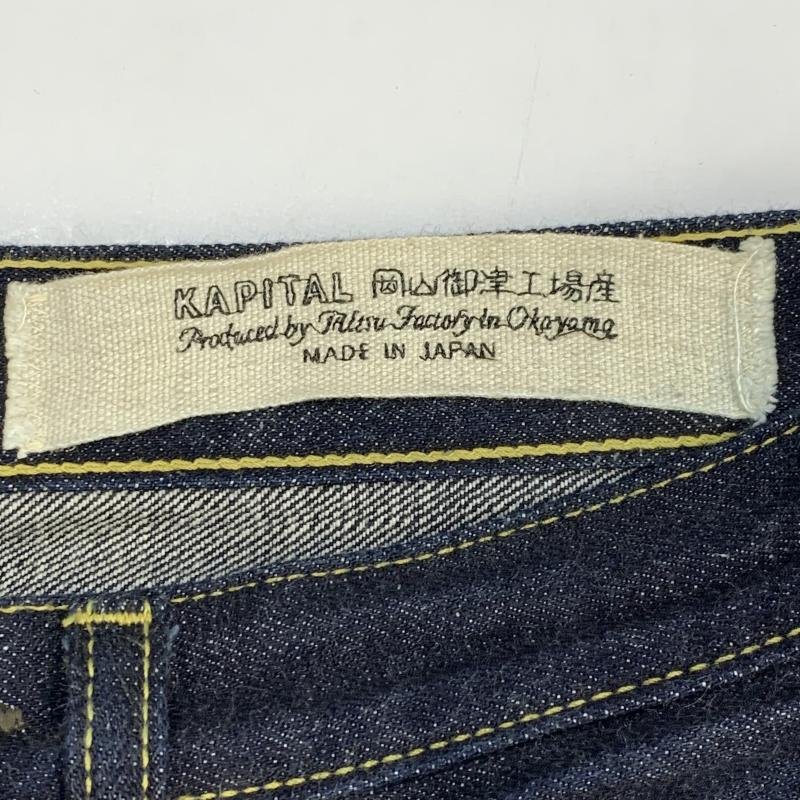 KAPITAL 岡山御津工場産
Produced by Mitsu Factory in Okayama
MADE IN JAPAN